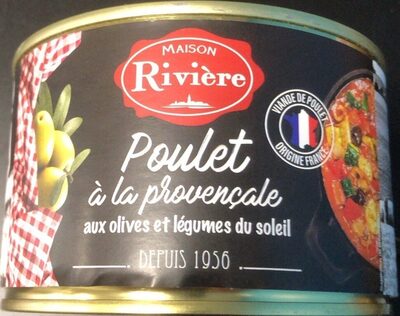 MAISON
Rivière
VIANDE DE POULET
ORIGINE FRANCE
Poulet
à la provençale
aux olives et légumes du soleil
DEPUIS 1956